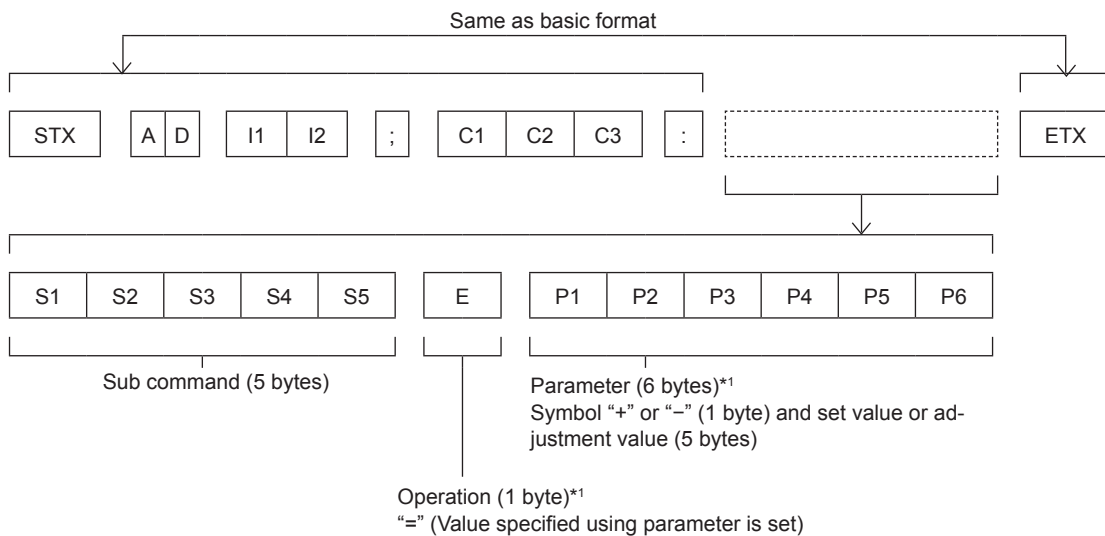 Same as basic format
STX A D I1 I2 ; C1 C2 C3 : ETX
S1 S2 S3 S4 S5 E P1 P2 P3 P4 P5 P6
Sub command (5 bytes)
Parameter (6 bytes)*1
Symbol “+” or “−” (1 byte) and set value or ad-
justment value (5 bytes)
Operation (1 byte)*1
“=” (Value specified using parameter is set)